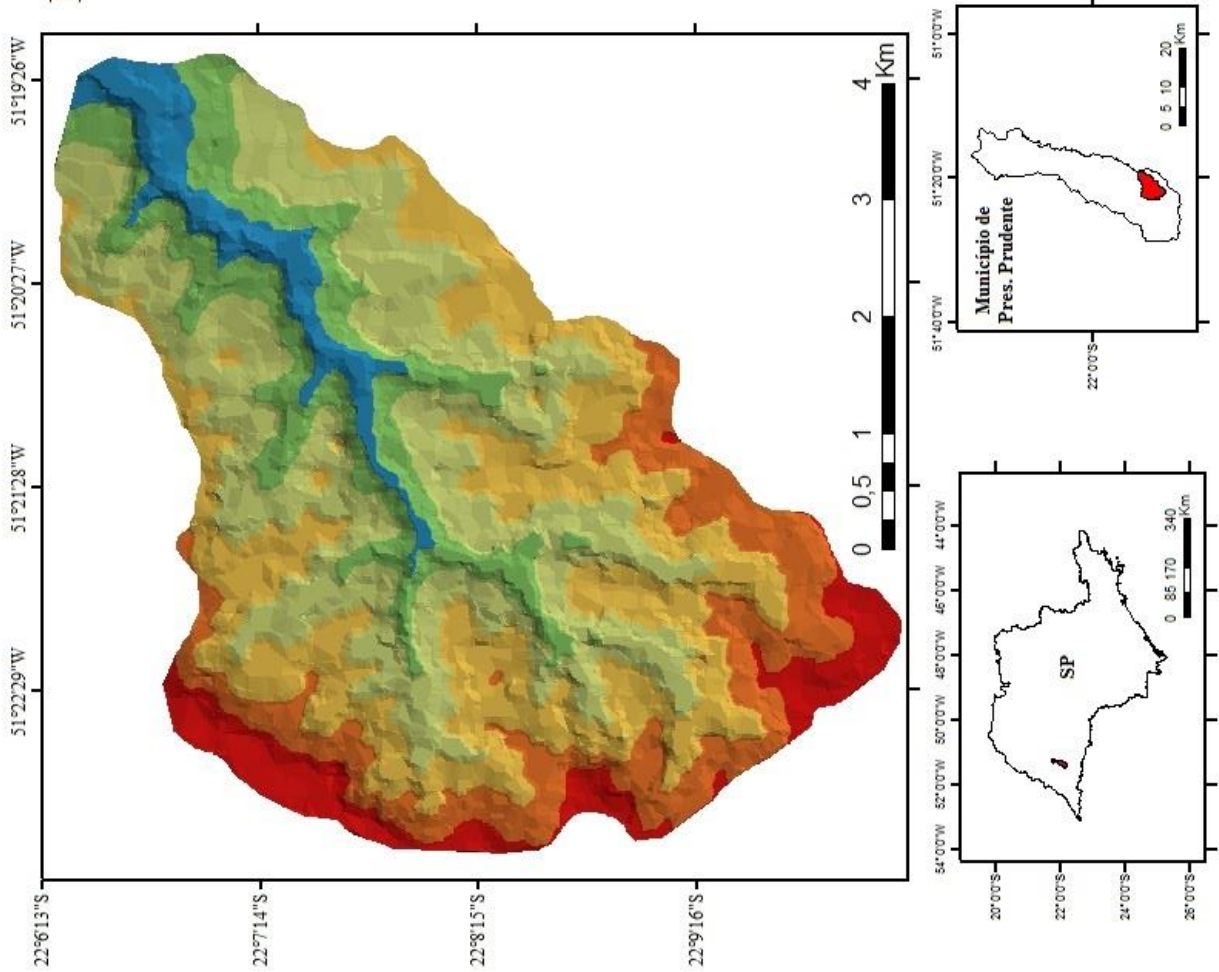 51°22'29"W
51°21'28"W
51°20'27"W
51°19'26"W
22°6'13"S
22°7'14"S
22°8'15"S
22°9'16"S
0
0,5
1
2
3
4
Km
54°0'0"W
52°0'0"W
50°0'0"W
48°0'0"W
46°0'0"W
44°0'0"W
20°0'0"S
22°0'0"S
24°0'0"S
26°0'0"S
SP
0 85 170 340
Km
51°40'0"W
51°20'0"W
51°0'0"W
22°0'0"S
Município de
Pres. Prudente
0 5 10 20
Km